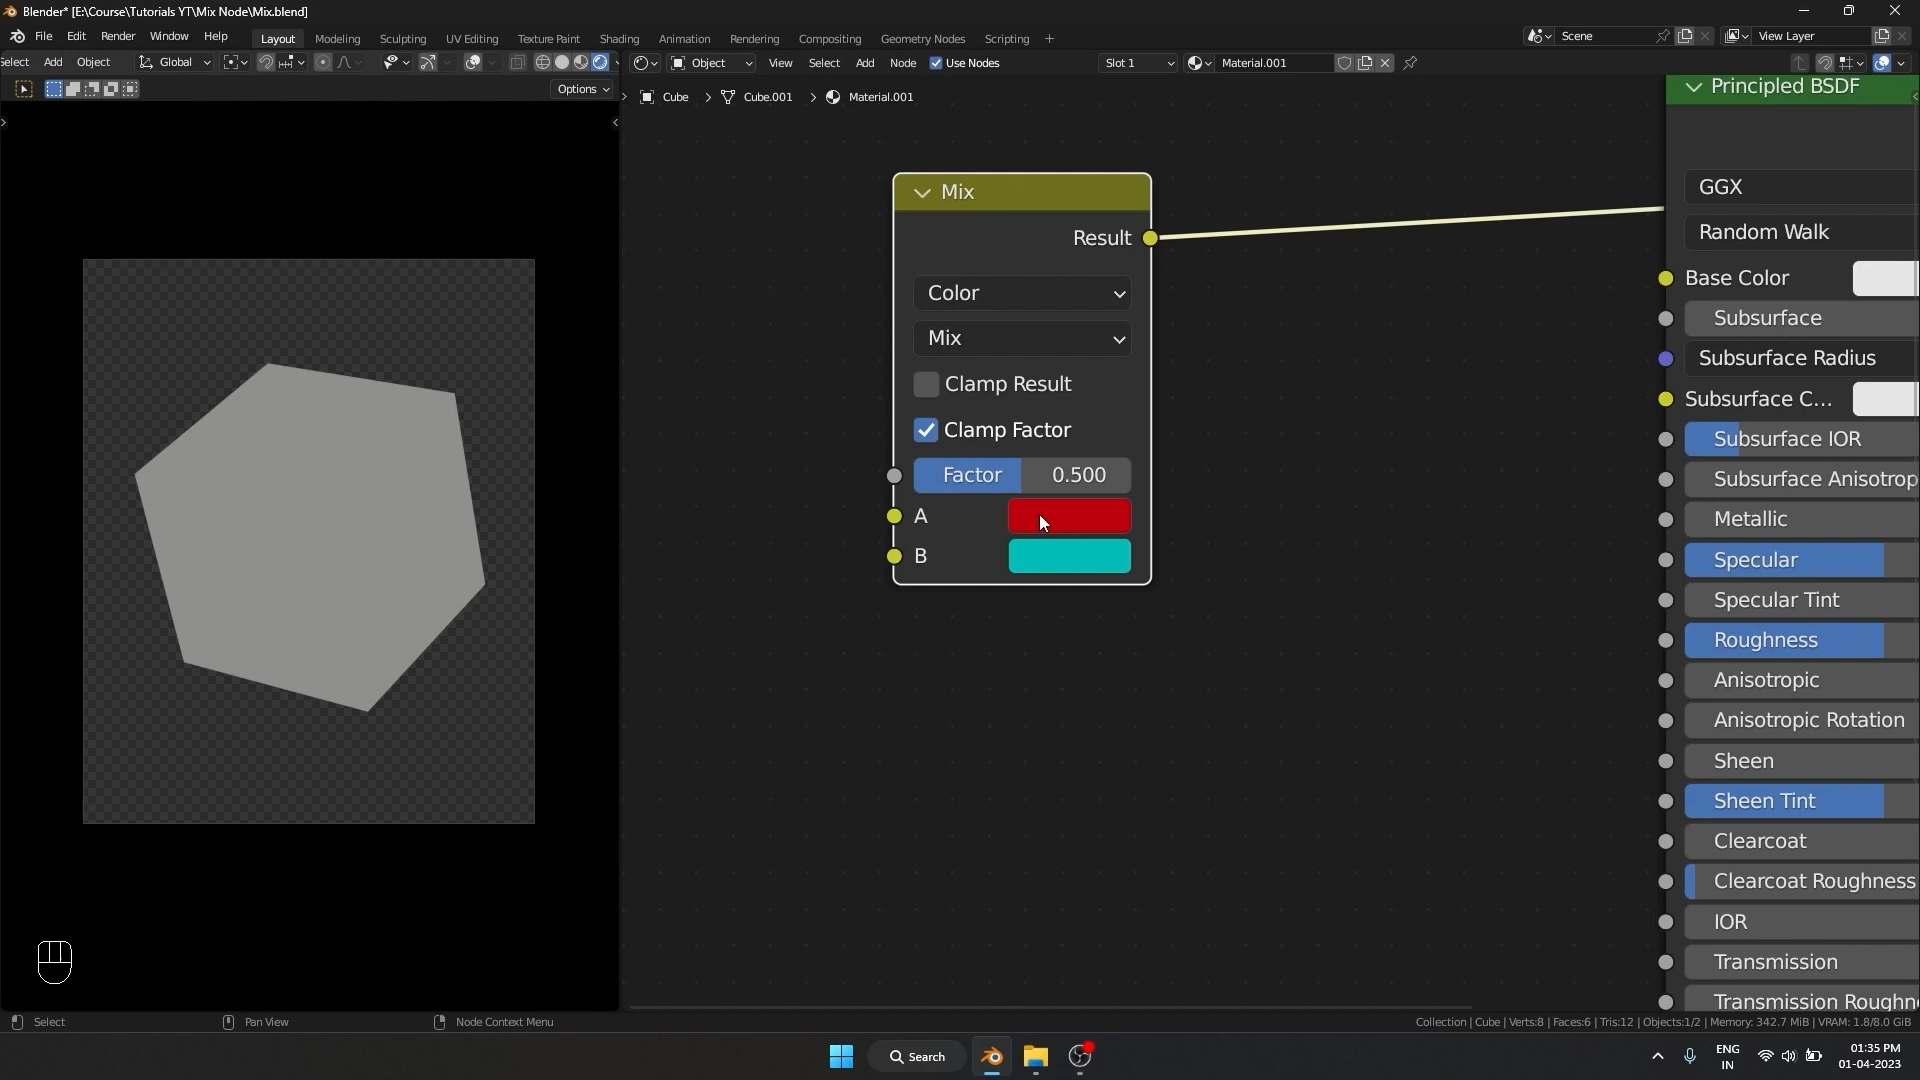 Blender* [E:\Course\Tutorials YT\Mix Node\Mix.blend]
File Edit Render Window Help Layout Modeling Sculpting UV Editing Texture Paint Shading Animation Rendering Compositing Geometry Nodes Scripting + Scene View Layer
Select Add Object Global Object View Select Add Node Use Nodes Slot 1 Material.001
Options
Cube > Cube.001 > Material.001
Principled BSDF
GGX
Random Walk
Base Color
Subsurface
Subsurface Radius
Subsurface C...
Subsurface IOR
Subsurface Anisotrop
Metallic
Specular
Specular Tint
Roughness
Anisotropic
Anisotropic Rotation
Sheen
Sheen Tint
Clearcoat
Clearcoat Roughness
IOR
Transmission
Transmission Roughn
Mix
Result
Color
Mix
Clamp Result
Clamp Factor
Factor 0.500
A
B
Select Pan View Node Context Menu Collection | Cube | Verts:8 | Faces:6 | Tris:12 | Objects:1/2 | Memory: 342.7 MiB | VRAM: 1.8/8.0 GiB
Search
ENG
IN
01:35 PM
01-04-2023